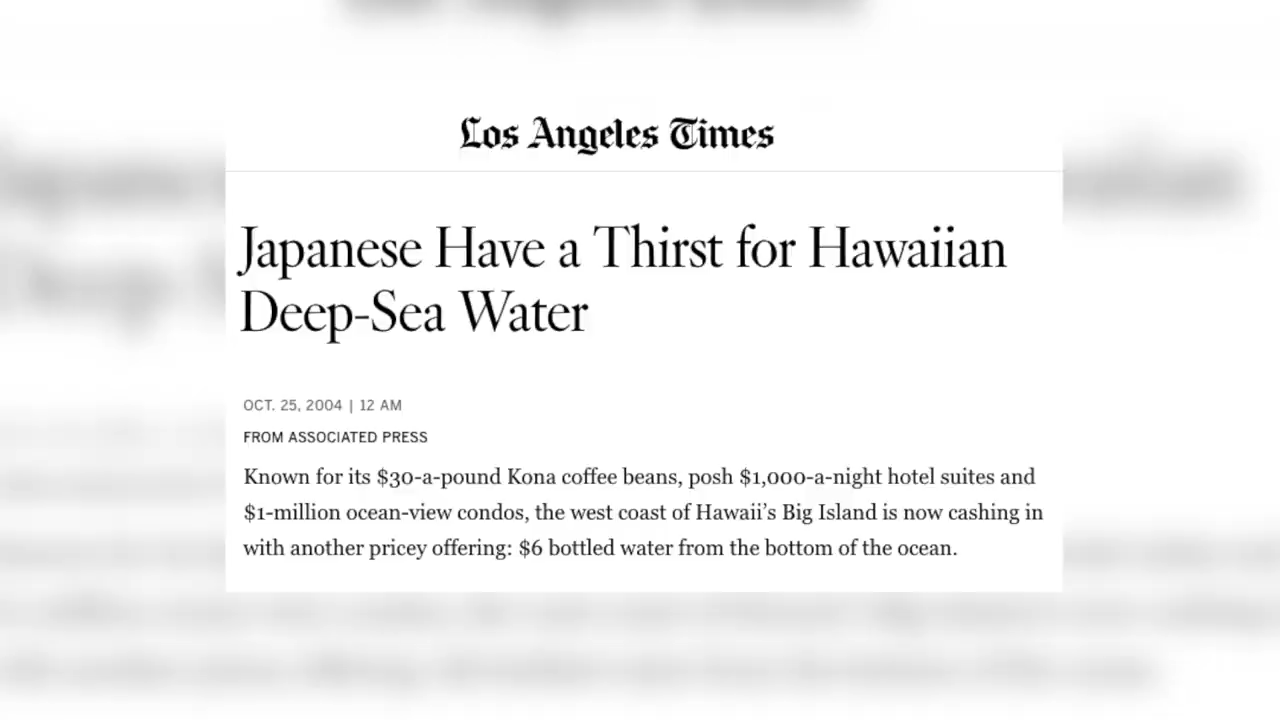 Los Angeles Times
Japanese Have a Thirst for Hawaiian
Deep-Sea Water
OCT. 25, 2004 | 12 AM
FROM ASSOCIATED PRESS
Known for its $30-a-pound Kona coffee beans, posh $1,000-a-night hotel suites and
$1-million ocean-view condos, the west coast of Hawaii’s Big Island is now cashing in
with another pricey offering: $6 bottled water from the bottom of the ocean.